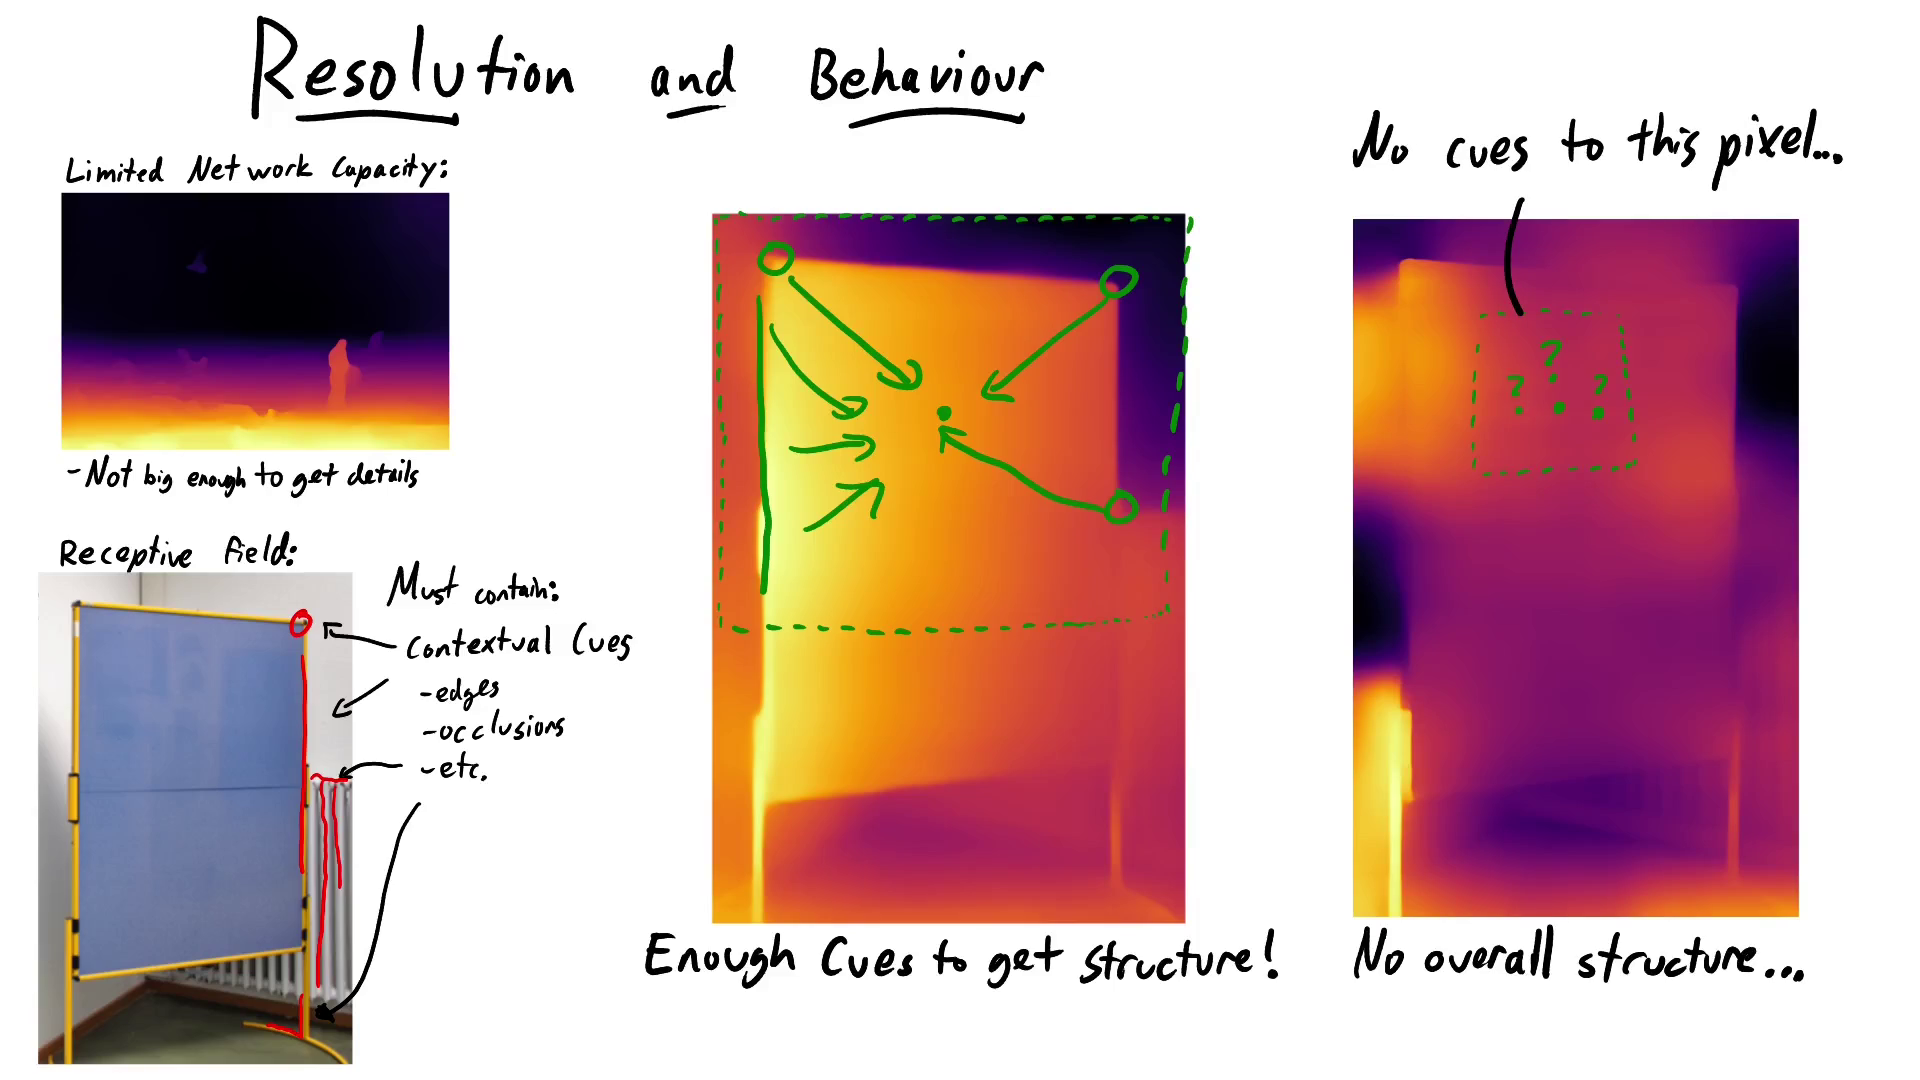 Resolution and Behaviour
Limited Network Capacity:
-Not big enough to get details
Receptive field:
Must contain:
Contextual Cues
-edges
-occlusions
-etc.
Enough Cues to get structure!
No cues to this pixel...
? ? ?
No overall structure...